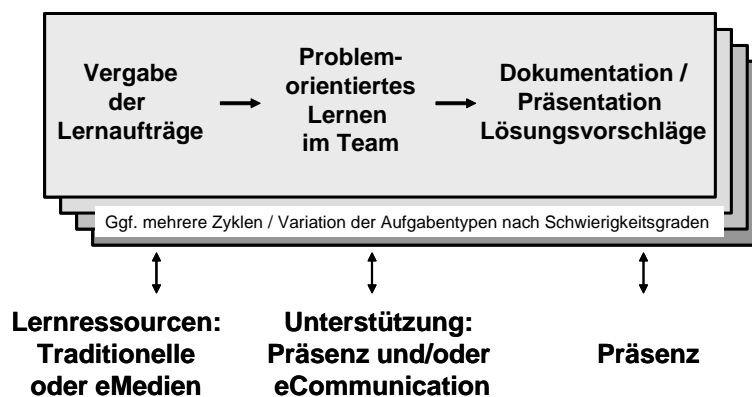 Vergabe
der
Lernaufträge
Problem-
orientiertes
Lernen
im Team
Dokumentation /
Präsentation
Lösungsvorschläge
Ggf. mehrere Zyklen / Variation der Aufgabentypen nach Schwierigkeitsgraden
Lernressourcen:
Traditionelle
oder eMedien
Unterstützung:
Präsenz und/oder
eCommunication
Präsenz